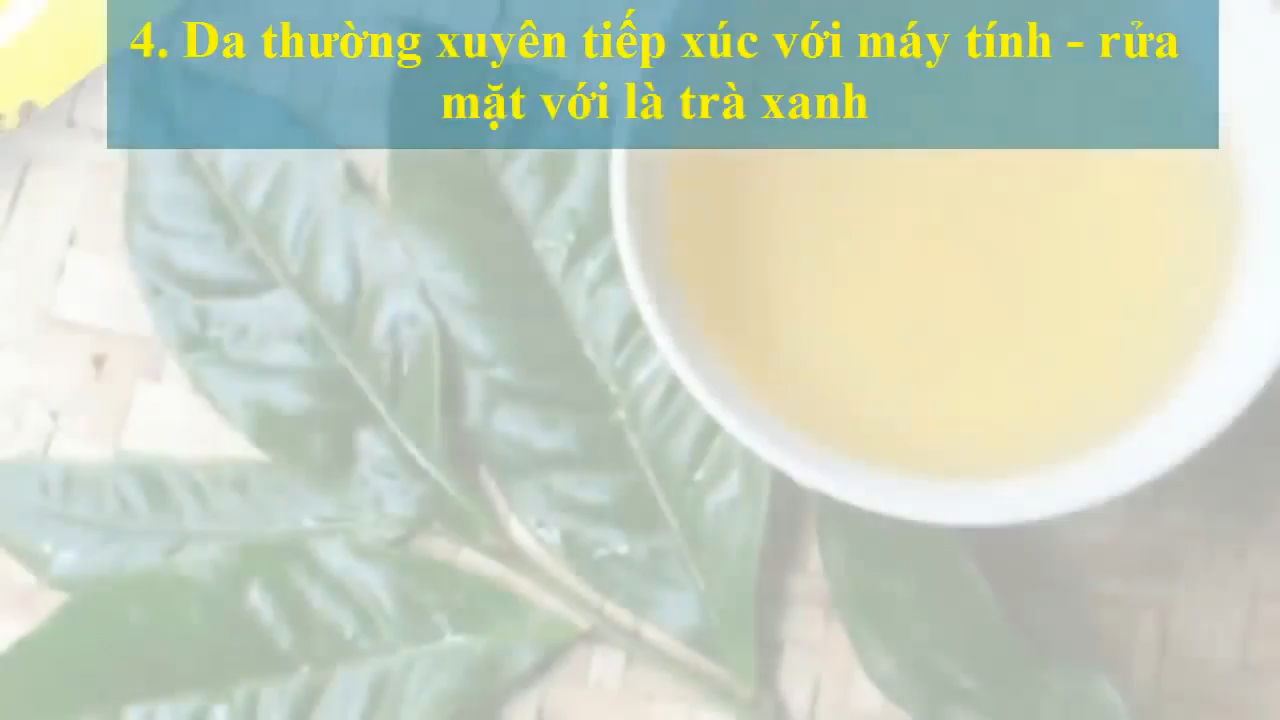 4. Da thường xuyên tiếp xúc với máy tính - rửa
mặt với là trà xanh